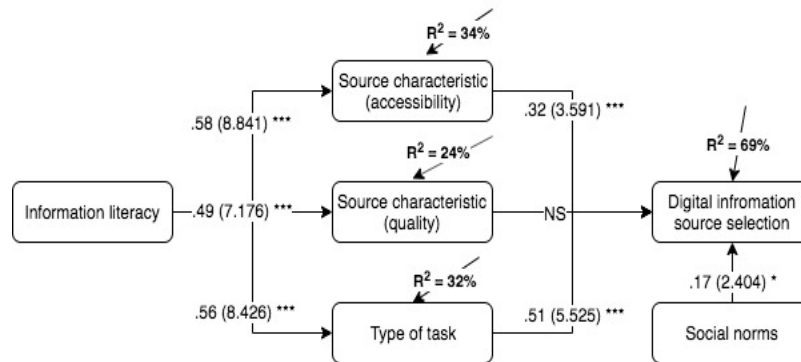 R² = 34%
Source characteristic
(accessibility)
.58 (8.841) ***
.32 (3.591) ***
R² = 24%
R² = 69%
Information literacy
.49 (7.176) ***
Source characteristic
(quality)
NS
Digital infromation
source selection
R² = 32%
.17 (2.404) *
.56 (8.426) ***
Type of task
.51 (5.525) ***
Social norms